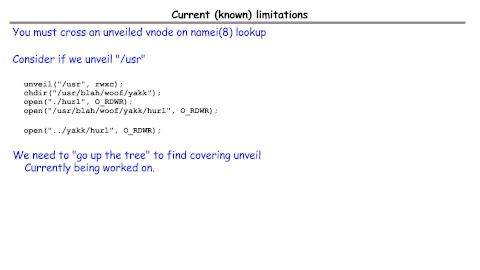 Current (known) limitations
You must cross an unveiled vnode on namei(8) lookup
Consider if we unveil "/usr"
unveil("/usr", rwxc);
chdir("/usr/blah/woof/yakk");
open("./hurl", O_RDWR);
open("/usr/blah/woof/yakk/hurl", O_RDWR);
open("../yakk/hurl", O_RDWR);
We need to "go up the tree" to find covering unveil
Currently being worked on.